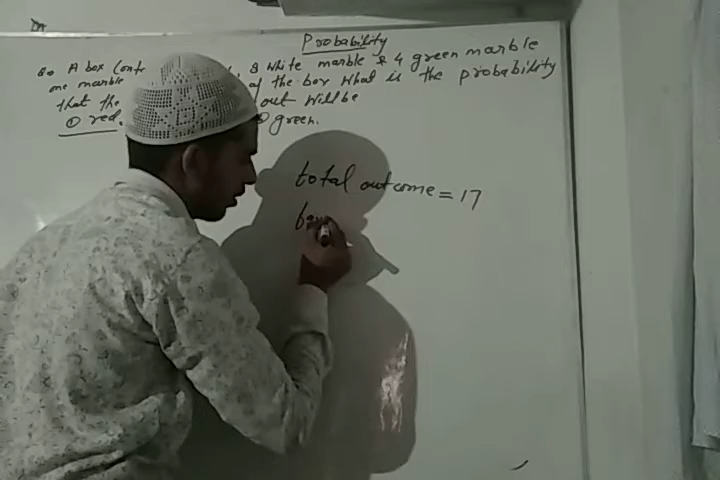 Probability
Q. A box conta 8 White marble & 4 green marble
one marble of the box What is the probability
that the out Will be
① red. green.
total outcome = 17